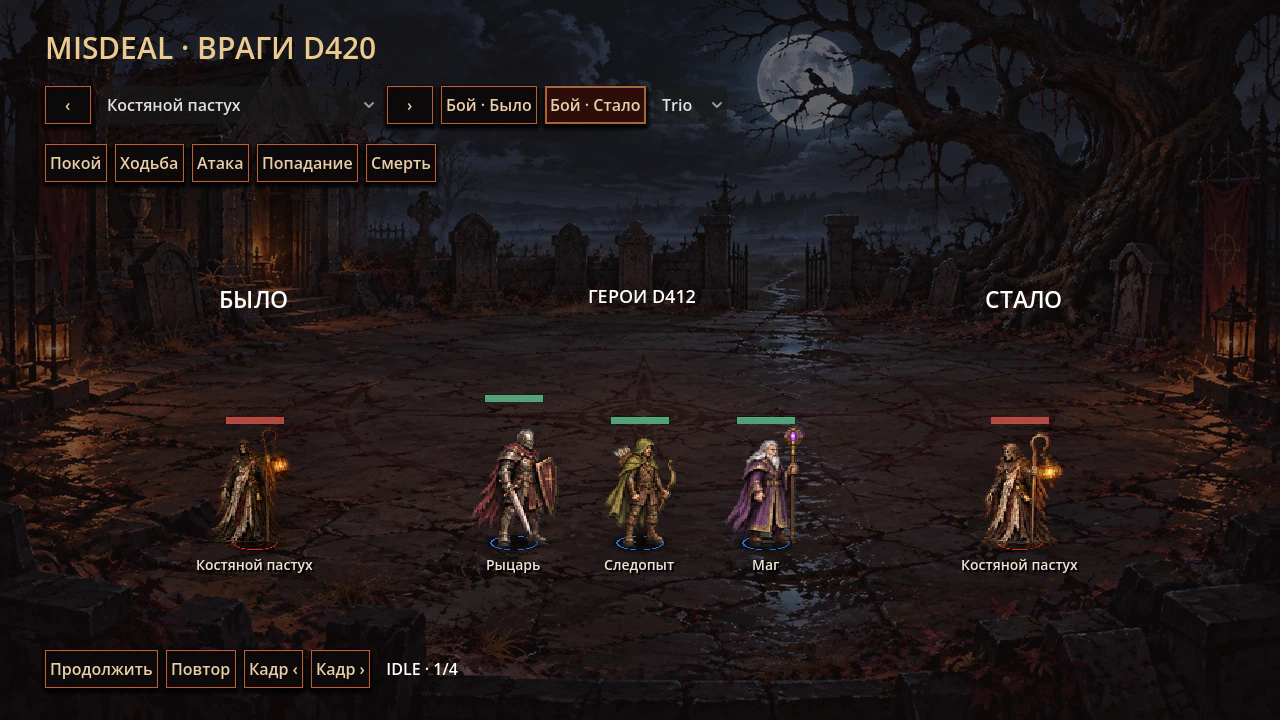 MISDEAL · ВРАГИ D420
‹ Костяной пастух › Бой · Было Бой · Стало Trio
Покой Ходьба Атака Попадание Смерть
БЫЛО ГЕРОИ D412 СТАЛО
Костяной пастух Рыцарь Следопыт Маг Костяной пастух
Продолжить Повтор Кадр ‹ Кадр › IDLE · 1/4